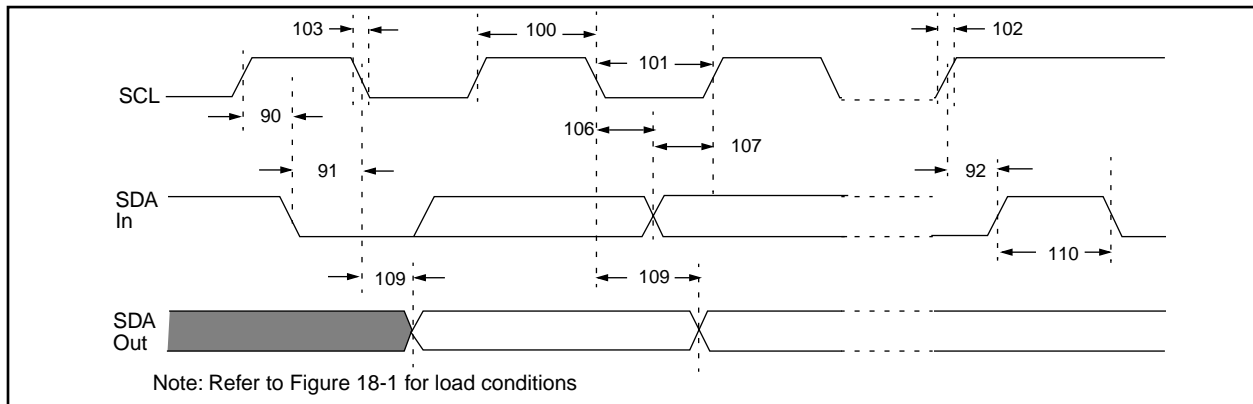 103
100
102
101
SCL
90
106
107
91
92
SDA
In
110
109
109
SDA
Out
Note: Refer to Figure 18-1 for load conditions